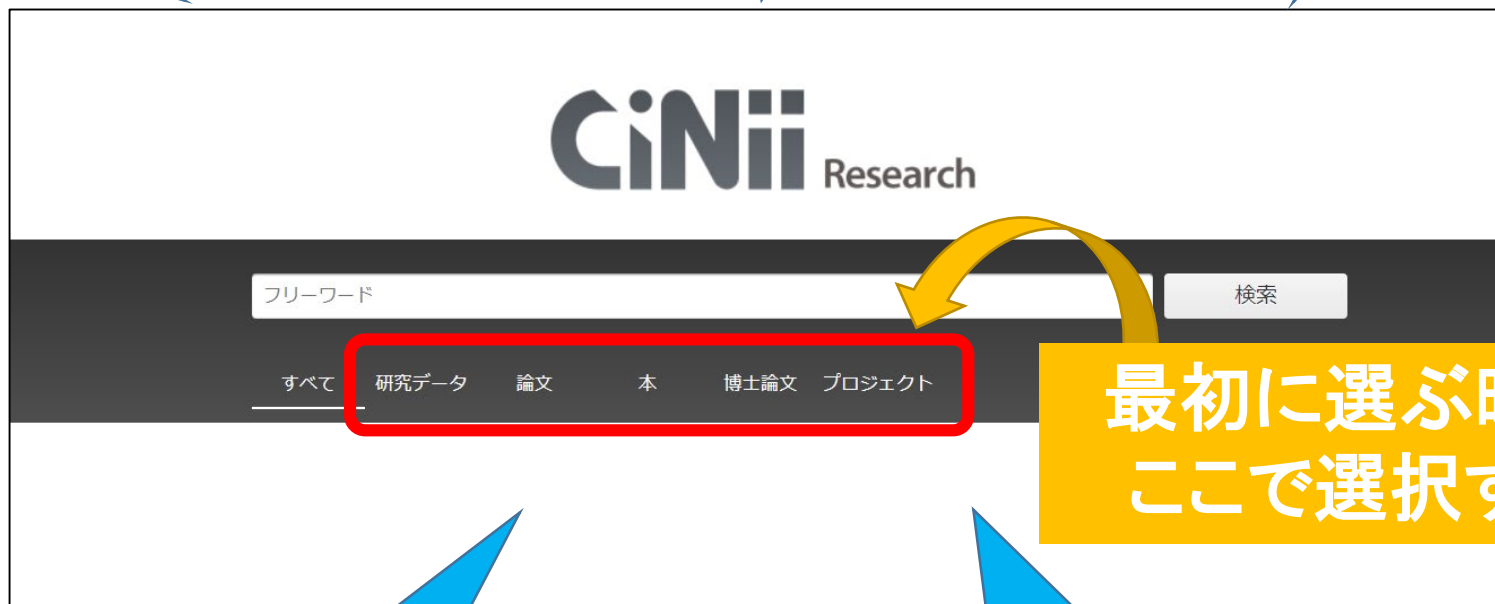 CiNii Research
フリーワード
検索
すべて 研究データ 論文 本 博士論文 プロジェクト
最初に選ぶ
ここで選択